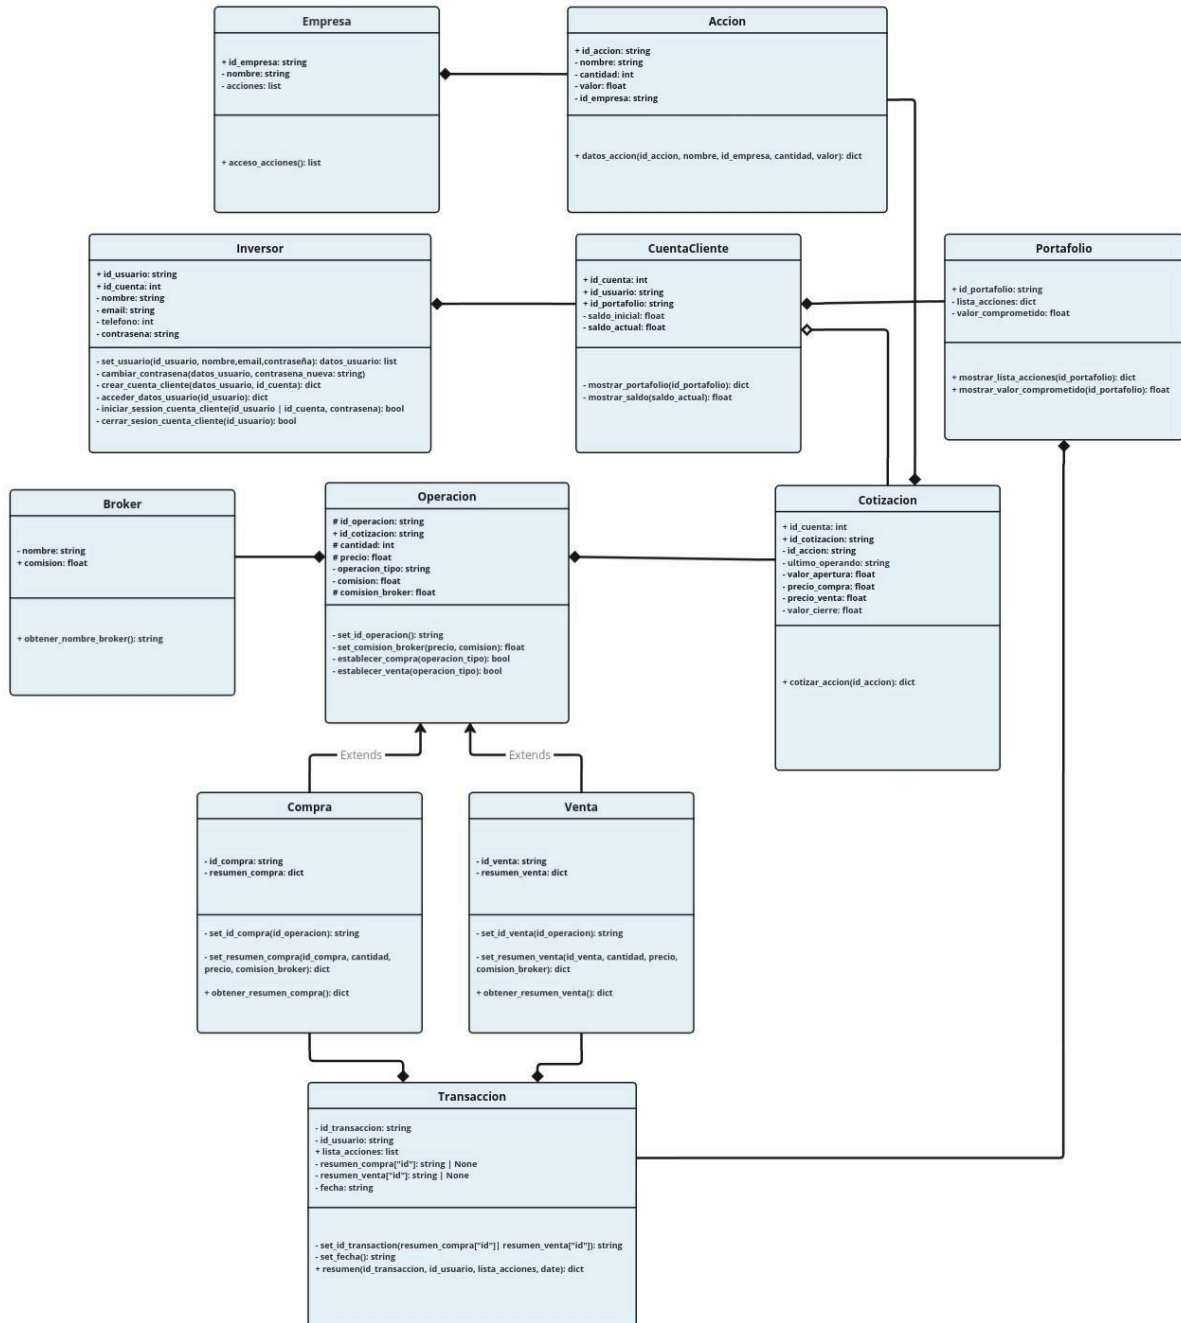 Empresa
+ id_empresa: string
- nombre: string
- acciones: list
+ acceso_acciones(): list
Accion
+ id_accion: string
- nombre: string
- cantidad: int
- valor: float
- id_empresa: string
+ datos_accion(id_accion, nombre, id_empresa, cantidad, valor): dict
Inversor
+ id_usuario: string
+ id_cuenta: int
- nombre: string
- email: string
- telefono: int
- contrasena: string
- set_usuario(id_usuario, nombre,email,contraseña): datos_usuario: list
- cambiar_contrasena(datos_usuario, contrasena_nueva: string)
- crear_cuenta_cliente(datos_usuario, id_cuenta): dict
- acceder_datos_usuario(id_usuario): dict
- iniciar_session_cuenta_cliente(id_usuario | id_cuenta, contrasena): bool
- cerrar_sesion_cuenta_cliente(id_usuario): bool
CuentaCliente
+ id_cuenta: int
+ id_usuario: string
+ id_portafolio: string
- saldo_inicial: float
- saldo_actual: float
- mostrar_portafolio(id_portafolio): dict
- mostrar_saldo(saldo_actual): float
Portafolio
+ id_portafolio: string
- lista_acciones: dict
- valor_comprometido: float
+ mostrar_lista_acciones(id_portafolio): dict
+ mostrar_valor_comprometido(id_portafolio): float
Broker
- nombre: string
+ comision: float
+ obtener_nombre_broker(): string
Operacion
# id_operacion: string
+ id_cotizacion: string
# cantidad: int
# precio: float
- operacion_tipo: string
- comision: float
# comision_broker: float
- set_id_operacion(): string
- set_comision_broker(precio, comision): float
- establecer_compra(operacion_tipo): bool
- establecer_venta(operacion_tipo): bool
Cotizacion
+ id_cuenta: int
+ id_cotizacion: string
- id_accion: string
- ultimo_operando: string
- valor_apertura: float
- precio_compra: float
- precio_venta: float
- valor_cierre: float
+ cotizar_accion(id_accion): dict
Extends
Extends
Compra
- id_compra: string
- resumen_compra: dict
- set_id_compra(id_operacion): string
- set_resumen_compra(id_compra, cantidad,
precio, comision_broker): dict
+ obtener_resumen_compra(): dict
Venta
- id_venta: string
- resumen_venta: dict
- set_id_venta(id_operacion): string
- set_resumen_venta(id_venta, cantidad, precio,
comision_broker): dict
+ obtener_resumen_venta(): dict
Transaccion
- id_transaccion: string
- id_usuario: string
+ lista_acciones: list
- resumen_compra["id"]: string | None
- resumen_venta["id"]: string | None
- fecha: string
- set_id_transaction(resumen_compra["id"]| resumen_venta["id"]): string
- set_fecha(): string
+ resumen(id_transaccion, id_usuario, lista_acciones, date): dict